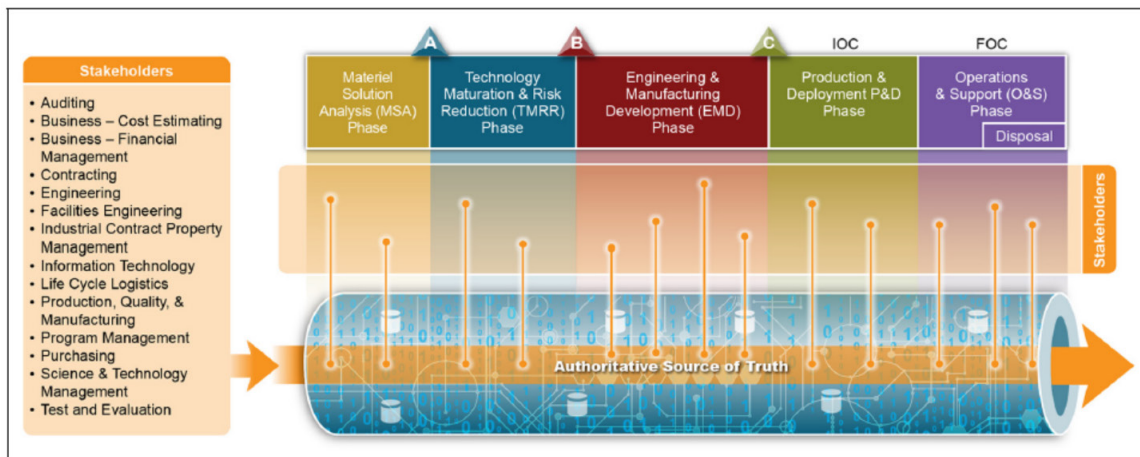 Stakeholders
• Auditing
• Business – Cost Estimating
• Business – Financial
Management
• Contracting
• Engineering
• Facilities Engineering
• Industrial Contract Property
Management
• Information Technology
• Life Cycle Logistics
• Production, Quality, &
Manufacturing
• Program Management
• Purchasing
• Science & Technology
Management
• Test and Evaluation
A
B
C
IOC
FOC
Materiel
Solution
Analysis (MSA)
Phase
Technology
Maturation & Risk
Reduction (TMRR)
Phase
Engineering &
Manufacturing
Development (EMD)
Phase
Production &
Deployment P&D
Phase
Operations
& Support (O&S)
Phase
Disposal
Stakeholders
Authoritative Source of Truth